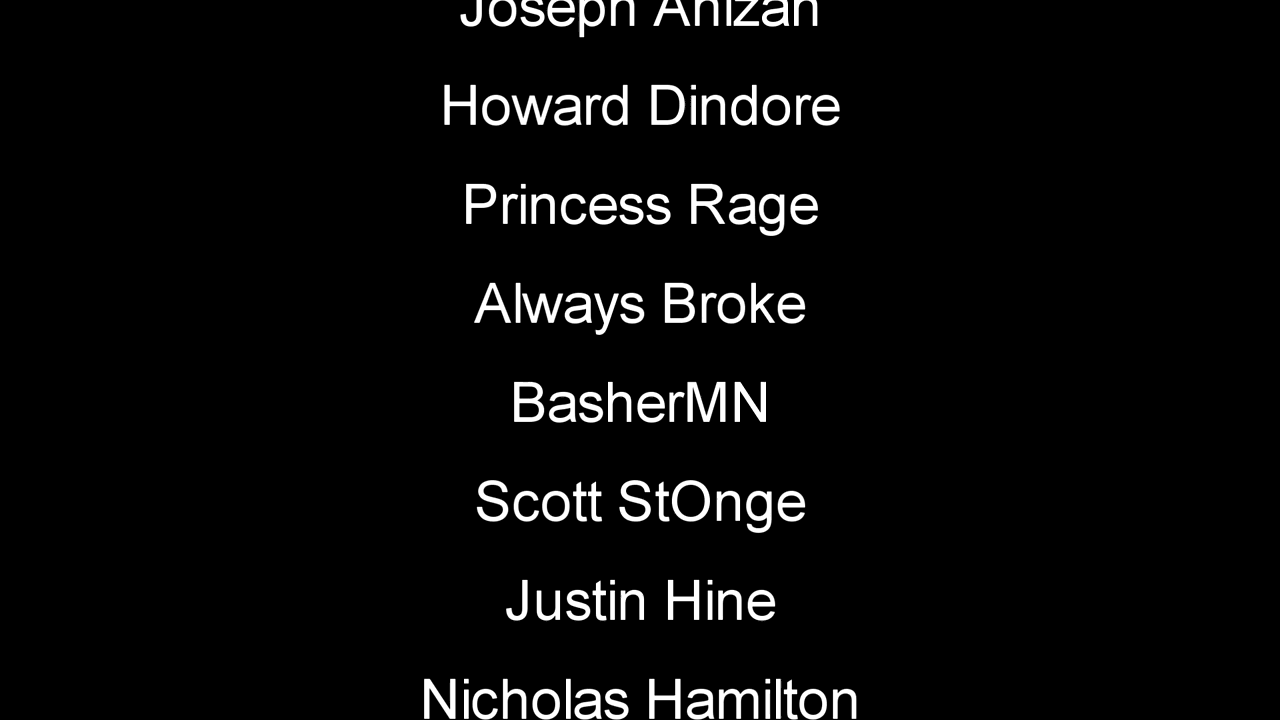 Joseph Anizan
Howard Dindore
Princess Rage
Always Broke
BasherMN
Scott StOnge
Justin Hine
Nicholas Hamilton